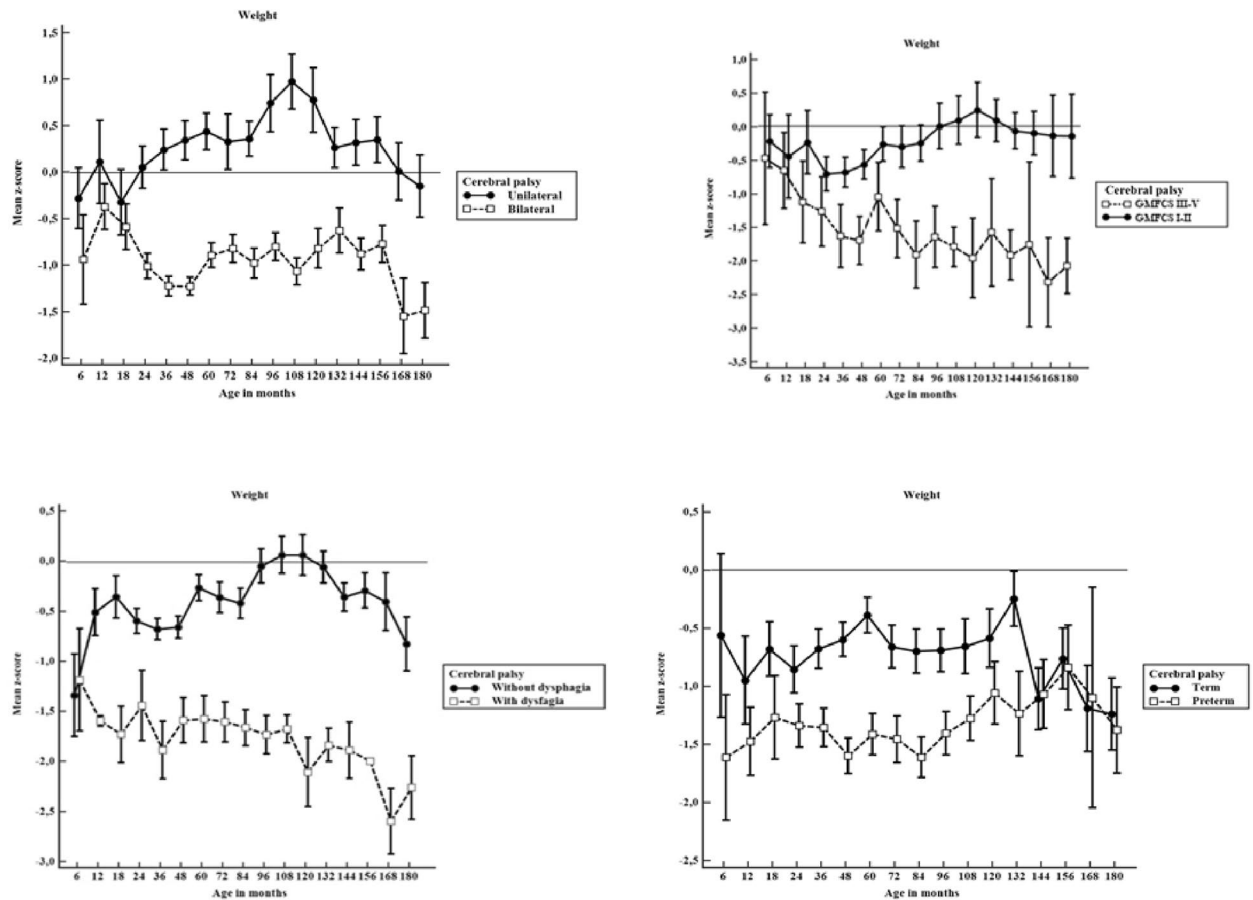 Weight
1,5
1,0
0,5
0,0
-0,5
-1,0
-1,5
-2,0
Mean z-score
6 12 18 24 36 48 60 72 84 96 108 120 132 144 156 168 180
Age in months
Cerebral palsy
Unilateral
Bilateral
Weight
1,0
0,5
0,0
-0,5
-1,0
-1,5
-2,0
-2,5
-3,0
-3,5
Mean z-score
6 12 18 24 36 48 60 72 84 96 108 120 132 144 156 168 180
Age in months
Cerebral palsy
GMFCS III-V
GMFCS I-II
Weight
0,5
0,0
-0,5
-1,0
-1,5
-2,0
-2,5
-3,0
Mean z-score
6 12 18 24 36 48 60 72 84 96 108 120 132 144 156 168 180
Age in months
Cerebral palsy
Without dysphagia
With dysfagia
Weight
0,5
0,0
-0,5
-1,0
-1,5
-2,0
-2,5
Mean z-score
6 12 18 24 36 48 60 72 84 96 108 120 132 144 156 168 180
Age in months
Cerebral palsy
Term
Preterm